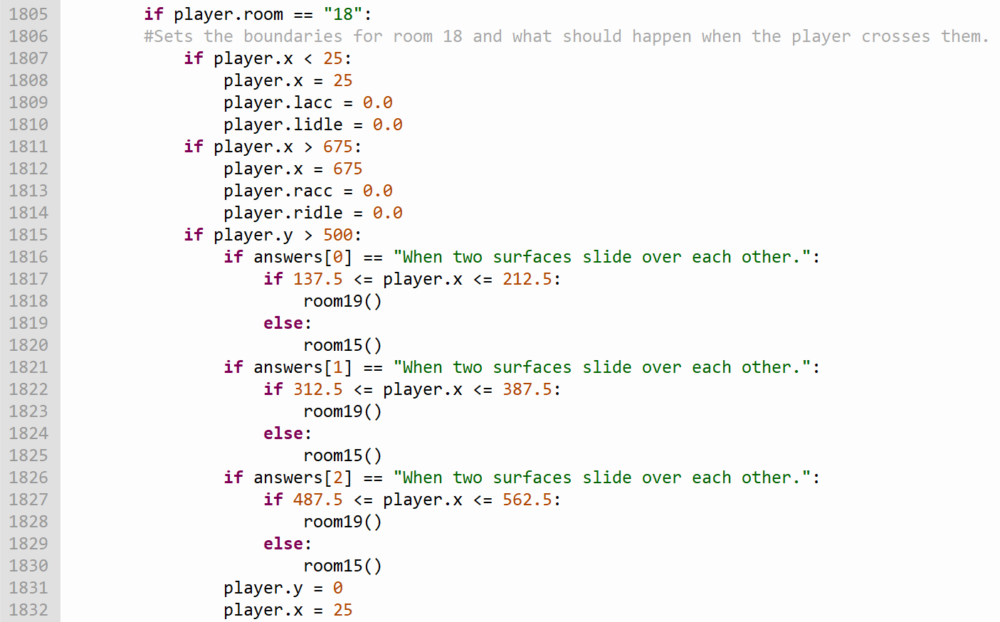 1805 if player.room == "18":
1806 #Sets the boundaries for room 18 and what should happen when the player crosses them.
1807 if player.x < 25:
1808 player.x = 25
1809 player.lacc = 0.0
1810 player.lidle = 0.0
1811 if player.x > 675:
1812 player.x = 675
1813 player.racc = 0.0
1814 player.ridle = 0.0
1815 if player.y > 500:
1816 if answers[0] == "When two surfaces slide over each other.":
1817 if 137.5 <= player.x <= 212.5:
1818 room19()
1819 else:
1820 room15()
1821 if answers[1] == "When two surfaces slide over each other.":
1822 if 312.5 <= player.x <= 387.5:
1823 room19()
1824 else:
1825 room15()
1826 if answers[2] == "When two surfaces slide over each other.":
1827 if 487.5 <= player.x <= 562.5:
1828 room19()
1829 else:
1830 room15()
1831 player.y = 0
1832 player.x = 25